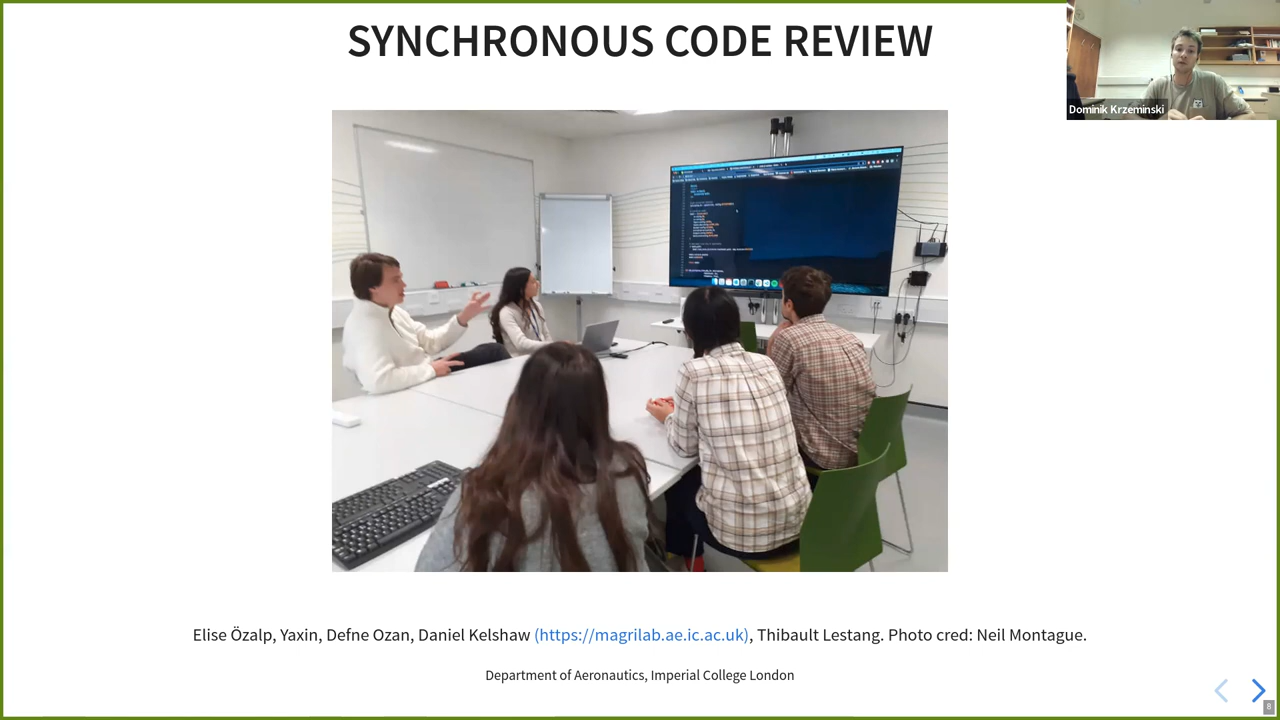 SYNCHRONOUS CODE REVIEW
Dominik Krzeminski
Elise Özalp, Yaxin, Defne Ozan, Daniel Kelshaw (https://magrilab.ae.ic.ac.uk), Thibault Lestang. Photo cred: Neil Montague.
Department of Aeronautics, Imperial College London
8